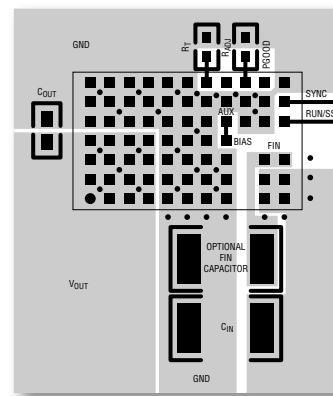 GND
RT
RADJ
PGOOD
COUT
SYNC
RUN/SS
AUX
BIAS
FIN
OPTIONAL
FIN
CAPACITOR
VOUT
CIN
GND